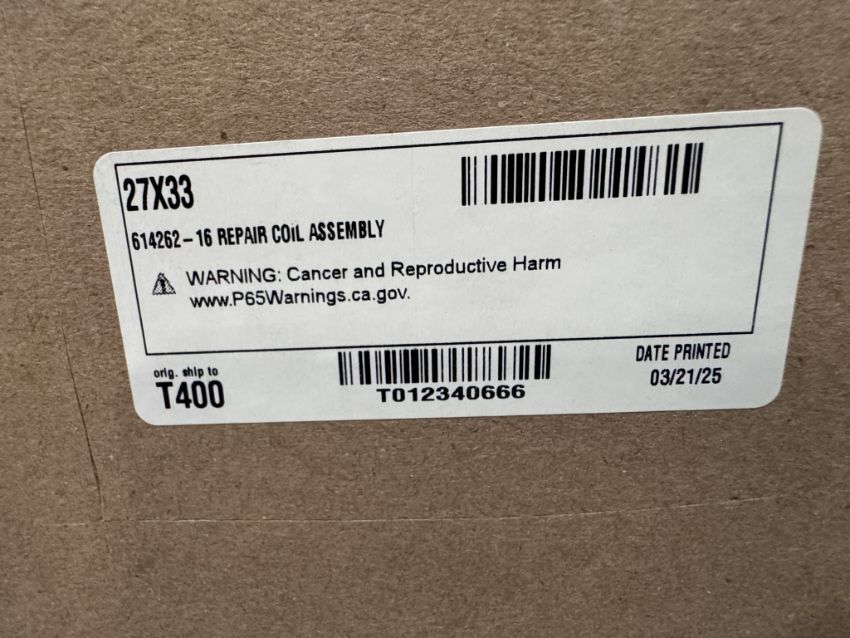 27X33
614262-16 REPAIR COIL ASSEMBLY
WARNING: Cancer and Reproductive Harm
www.P65Warnings.ca.gov.
orig. ship to
T400
T012340666
DATE PRINTED
03/21/25